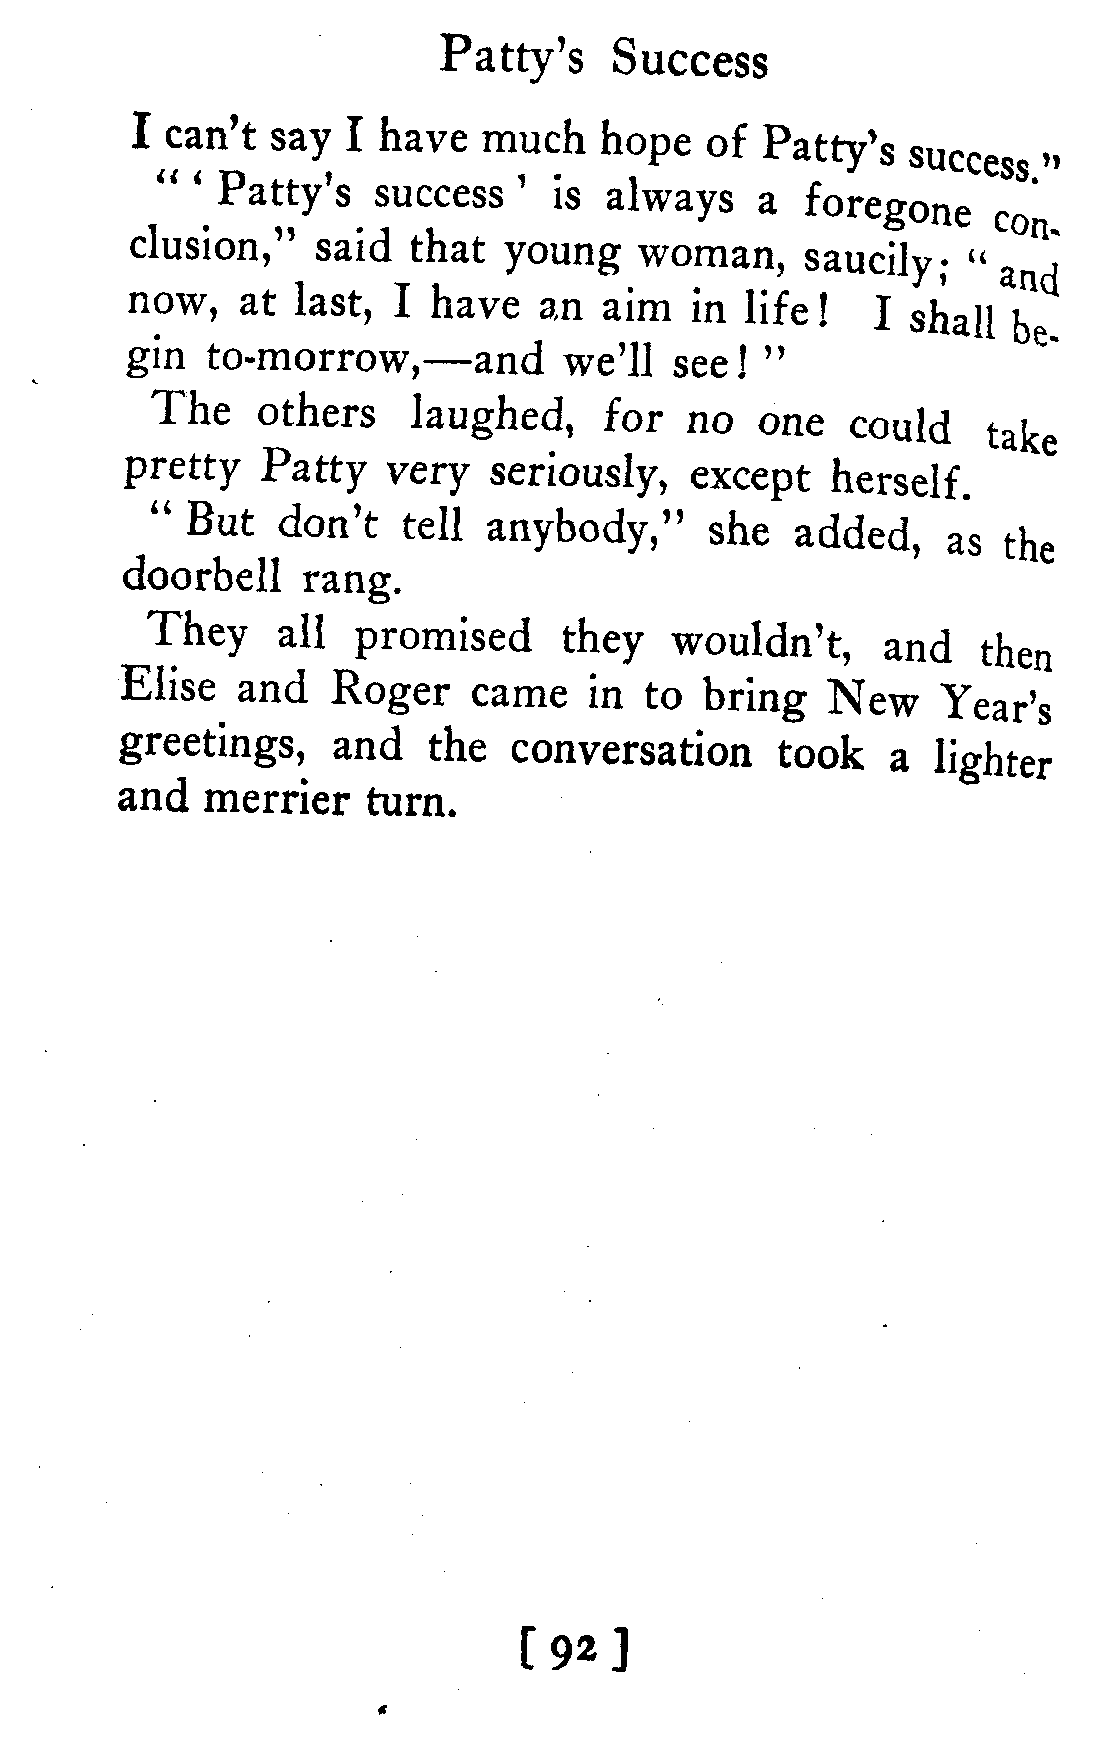 Patty's Success
I can't say I have much hope of Patty's success."
" ' Patty's success ' is always a foregone con-
clusion," said that young woman, saucily; " and
now, at last, I have an aim in life! I shall be-
gin to-morrow,—and we'll see! "
The others laughed, for no one could take
pretty Patty very seriously, except herself.
" But don't tell anybody," she added, as the
doorbell rang.
They all promised they wouldn't, and then
Elise and Roger came in to bring New Year's
greetings, and the conversation took a lighter
and merrier turn.
[ 92 ]